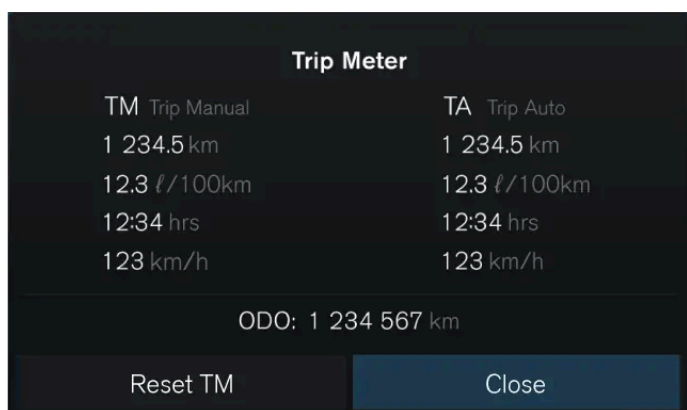 Trip Meter
TM Trip Manual
TA Trip Auto
1 234.5 km
1 234.5 km
12.3 ℓ/100km
12.3 ℓ/100km
12:34 hrs
12:34 hrs
123 km/h
123 km/h
ODO: 1 234 567 km
Reset TM
Close